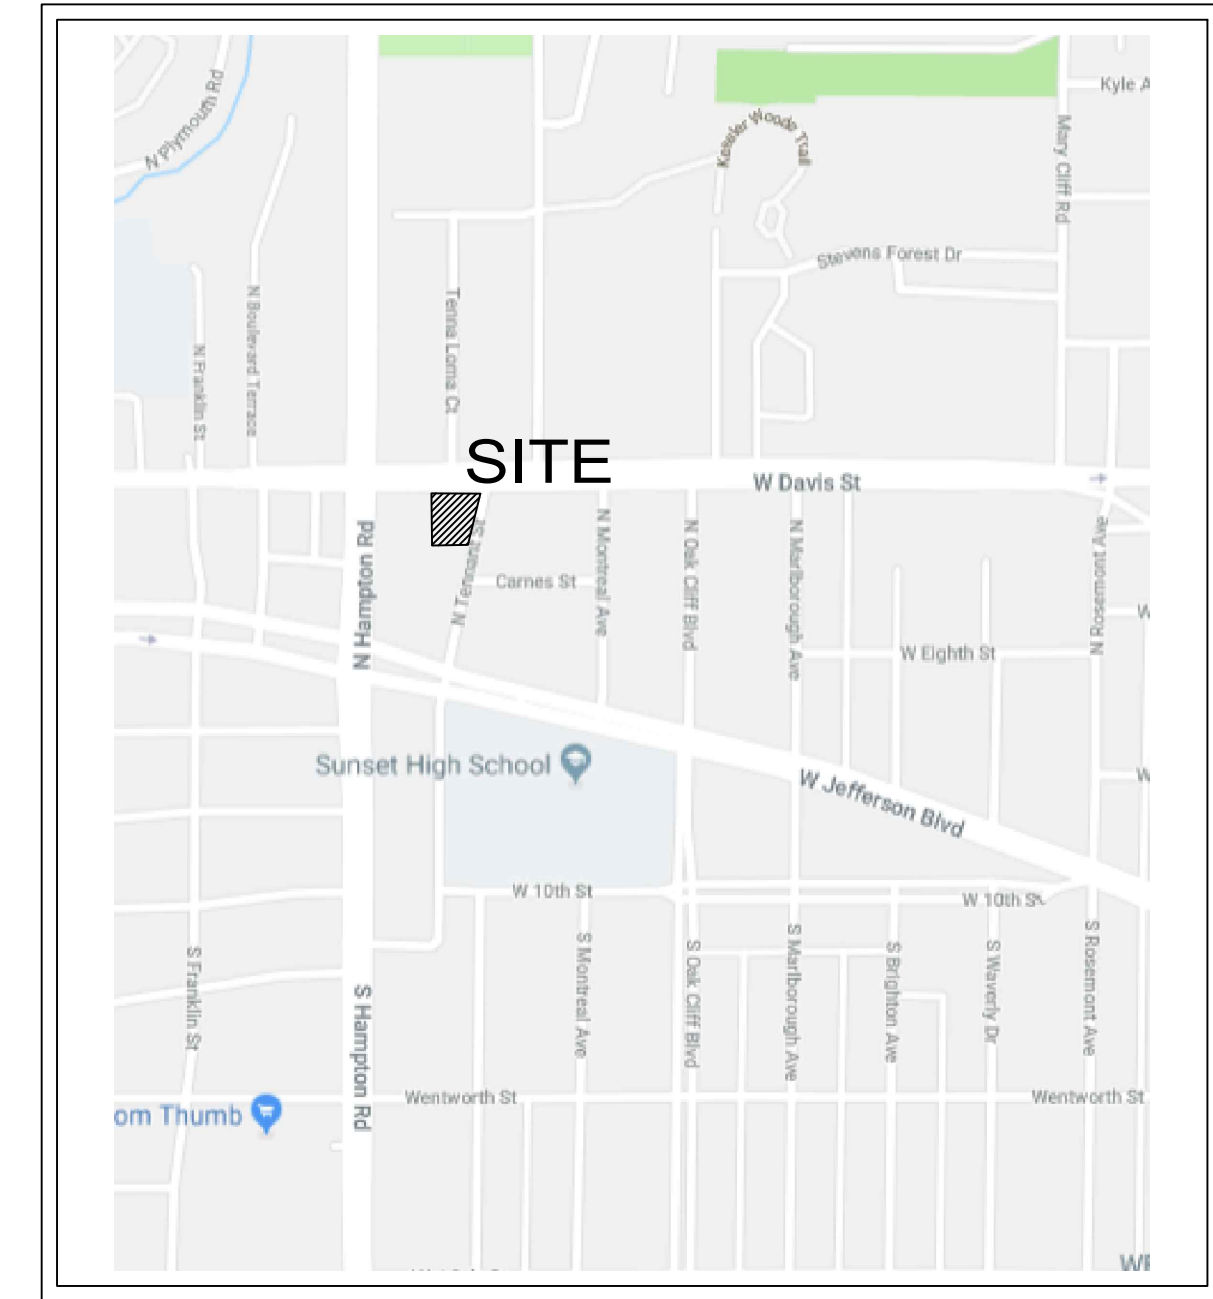 N Plymouth Rd
Kyle A
Kessler Woods Trail
Mary Cliff Rd
Stevens Forest Dr
N Boulevard Terrace
Tenna Loma Ct
N Franklin St
SITE
W Davis St
N Hampton Rd
N Tennant St
N Montreal Ave
N Oak Cliff Blvd
N Marlborough Ave
N Rosemont Ave
Carnes St
W
W Eighth St
Sunset High School
W
W Jefferson Blvd
W 10th St
W 10th St
S Franklin St
S Hampton Rd
S Montreal Ave
S Oak Cliff Blvd
S Marlborough Ave
S Brighton Ave
S Waverly Dr
S Rosemont Ave
Wentworth St
Wentworth St
om Thumb